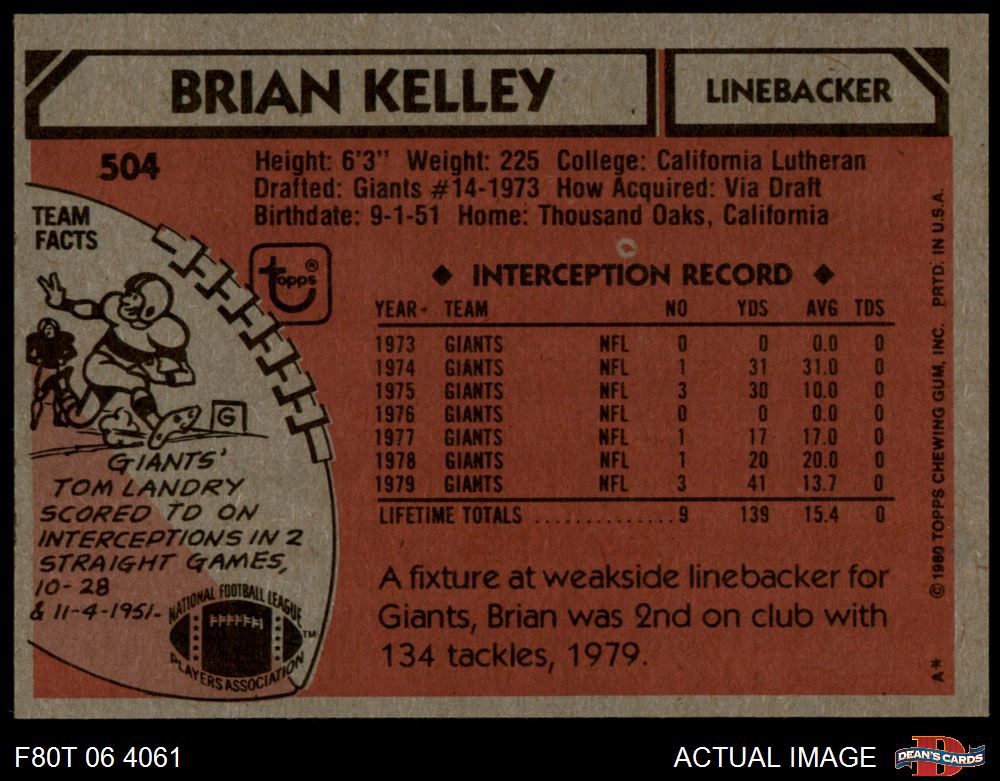 BRIAN KELLEY
LINEBACKER
504
Height: 6'3" Weight: 225 College: California Lutheran
Drafted: Giants #14-1973 How Acquired: Via Draft
Birthdate: 9-1-51 Home: Thousand Oaks, California
TEAM
FACTS
topps®
G
GIANTS'
TOM LANDRY
SCORED TD ON
INTERCEPTIONS IN 2
STRAIGHT GAMES,
10-28
& 11-4-1951.
NATIONAL FOOTBALL LEAGUE
PLAYERS ASSOCIATION
TM
◆ INTERCEPTION RECORD ◆
YEAR TEAM NO YDS AVG TDS
1973 GIANTS NFL 0 0 0.0 0
1974 GIANTS NFL 1 31 31.0 0
1975 GIANTS NFL 3 30 10.0 0
1976 GIANTS NFL 0 0 0.0 0
1977 GIANTS NFL 1 17 17.0 0
1978 GIANTS NFL 1 20 20.0 0
1979 GIANTS NFL 3 41 13.7 0
LIFETIME TOTALS ..............9 139 15.4 0
A fixture at weakside linebacker for
Giants, Brian was 2nd on club with
134 tackles, 1979.
A* © 1980 TOPPS CHEWING GUM, INC. PRTD. IN U.S.A.
F80T 06 4061
ACTUAL IMAGE
D
DEAN'S CARDS